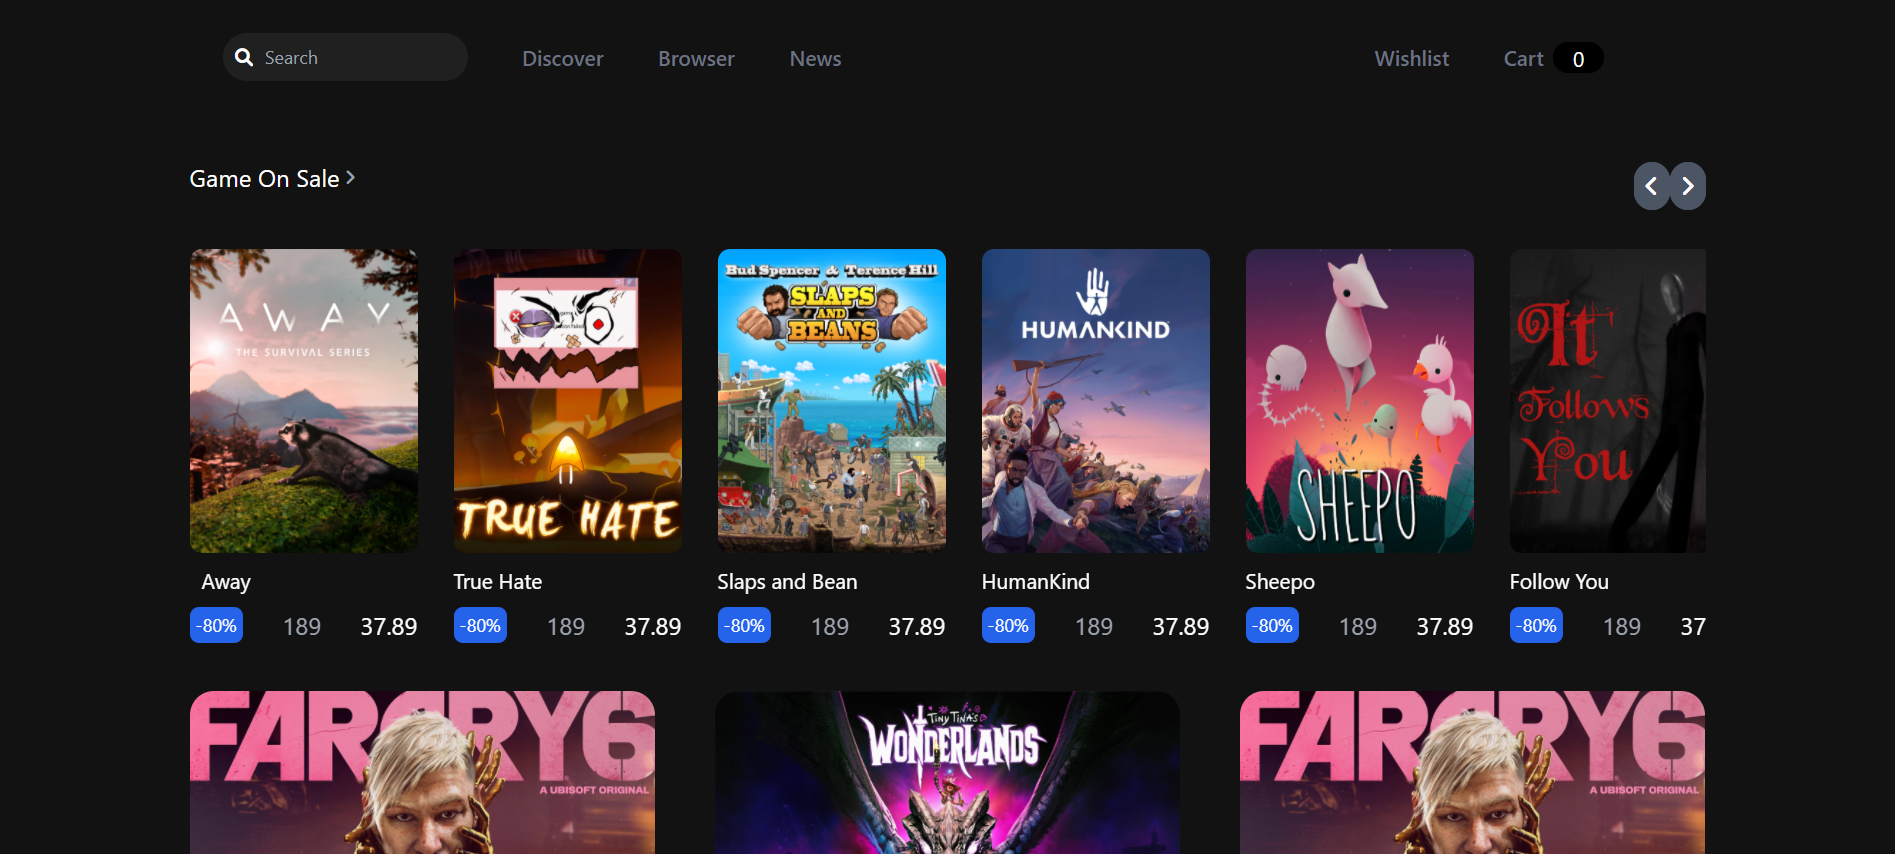 Search
Discover
Browser
News
Wishlist
Cart 0
Game On Sale
AWAY
THE SURVIVAL SERIES
TRUE HATE
Bud Spencer & Terence Hill
SLAPS
AND
BEANS
HUMANKIND
SHEEPO
It
Follows
You
Away
True Hate
Slaps and Bean
HumanKind
Sheepo
Follow You
-80% 189 37.89
-80% 189 37.89
-80% 189 37.89
-80% 189 37.89
-80% 189 37.89
-80% 189 37
FARCRY6
A UBISOFT ORIGINAL
TINY TINA'S
WONDERLANDS
FARCRY6
A UBISOFT ORIGINAL